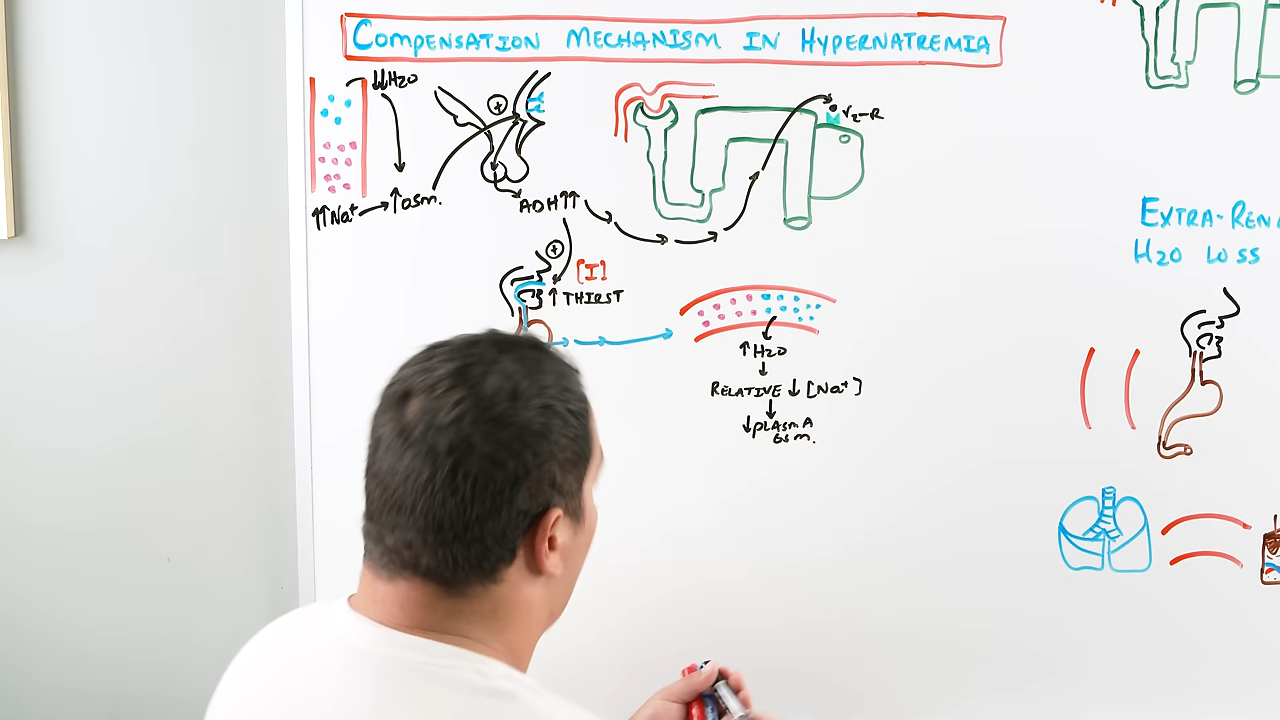 COMPENSATION MECHANISM IN HYPERNATREMIA
↓↓H2O
↑↑Na+ → ↑osm.
+
ADH↑↑
V2-R
+
[I]
↑ THIRST
↑H2O
↓
RELATIVE ↓ [Na+]
↓
↓PLASMA
osm.
EXTRA-REN
H2O LOSS